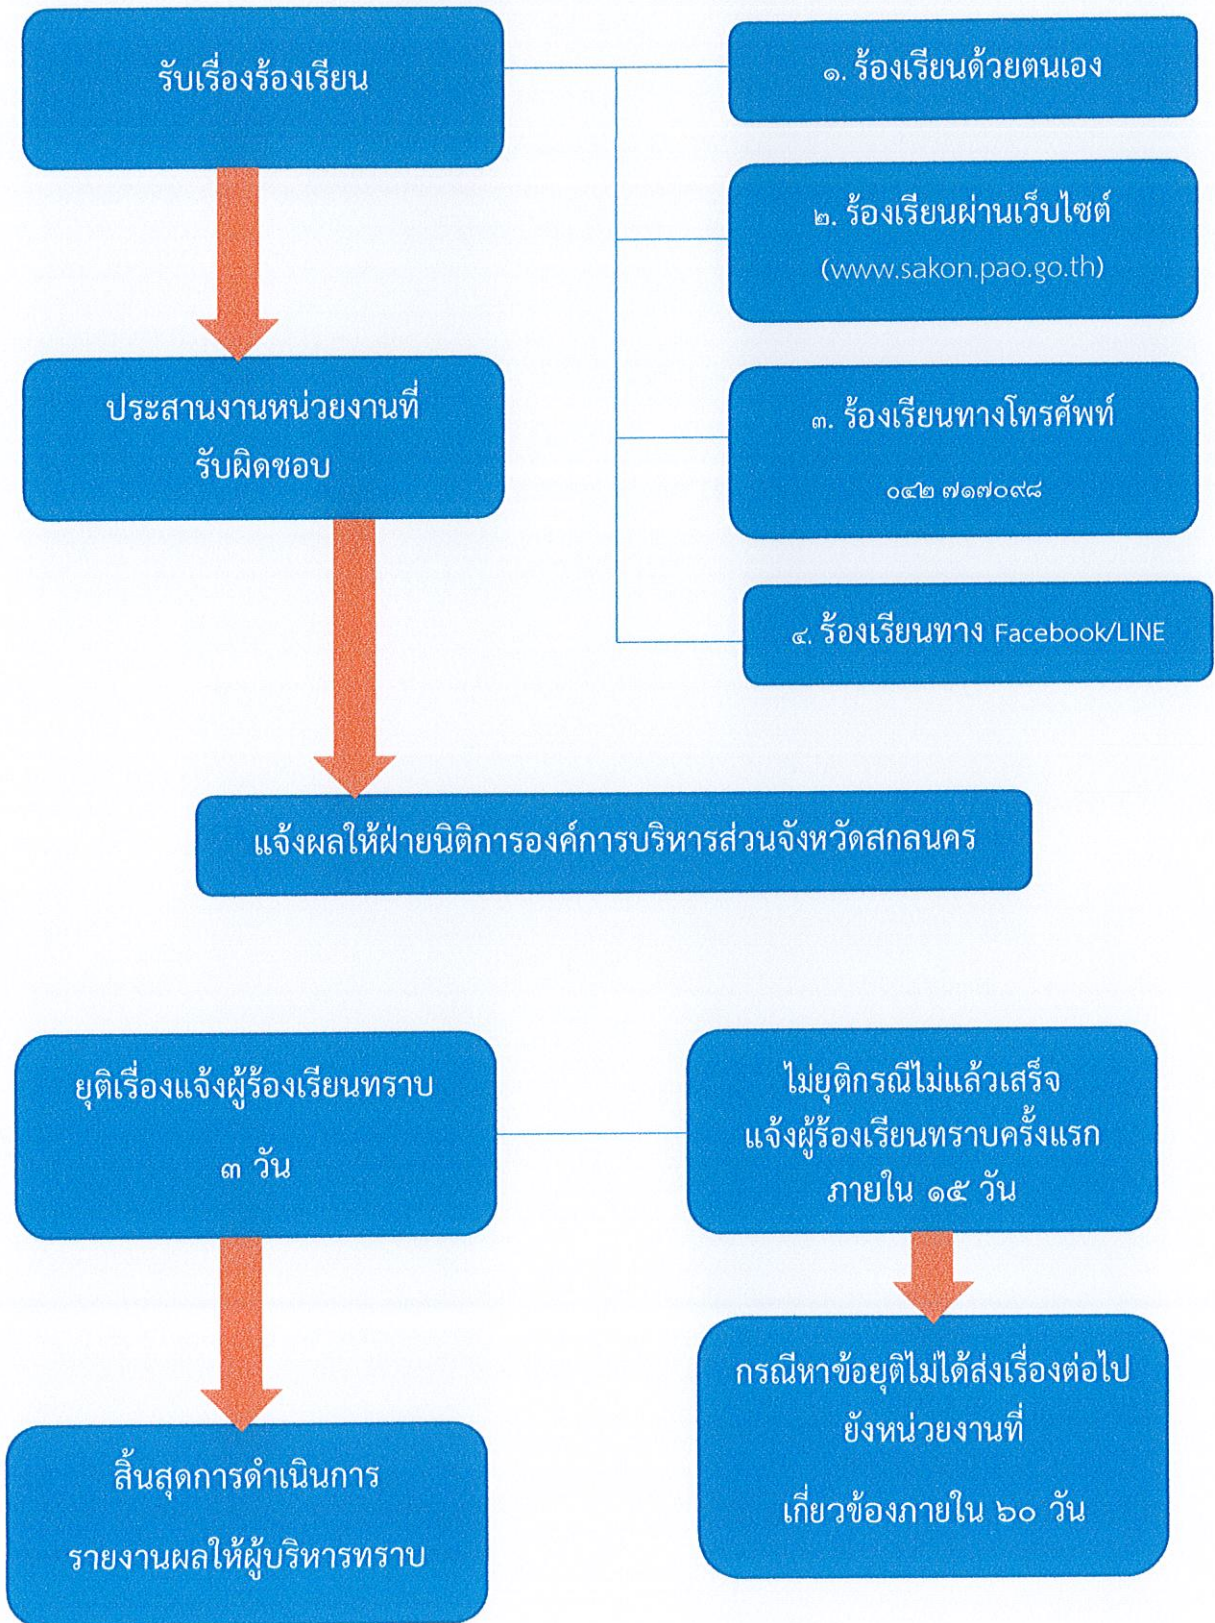 รับเรื่องร้องเรียน
๑. ร้องเรียนด้วยตนเอง
๒. ร้องเรียนผ่านเว็บไซต์
(www.sakon.pao.go.th)
ประสานงานหน่วยงานที่
รับผิดชอบ
๓. ร้องเรียนทางโทรศัพท์
๐๔๒ ๗๑๗๐๙๘
๔. ร้องเรียนทาง Facebook/LINE
แจ้งผลให้ฝ่ายนิติการองค์การบริหารส่วนจังหวัดสกลนคร
ยุติเรื่องแจ้งผู้ร้องเรียนทราบ
๓ วัน
ไม่ยุติกรณีไม่แล้วเสร็จ
แจ้งผู้ร้องเรียนทราบครั้งแรก
ภายใน ๑๕ วัน
กรณีหาข้อยุติไม่ได้ส่งเรื่องต่อไป
ยังหน่วยงานที่
เกี่ยวข้องภายใน ๖๐ วัน
สิ้นสุดการดำเนินการ
รายงานผลให้ผู้บริหารทราบ